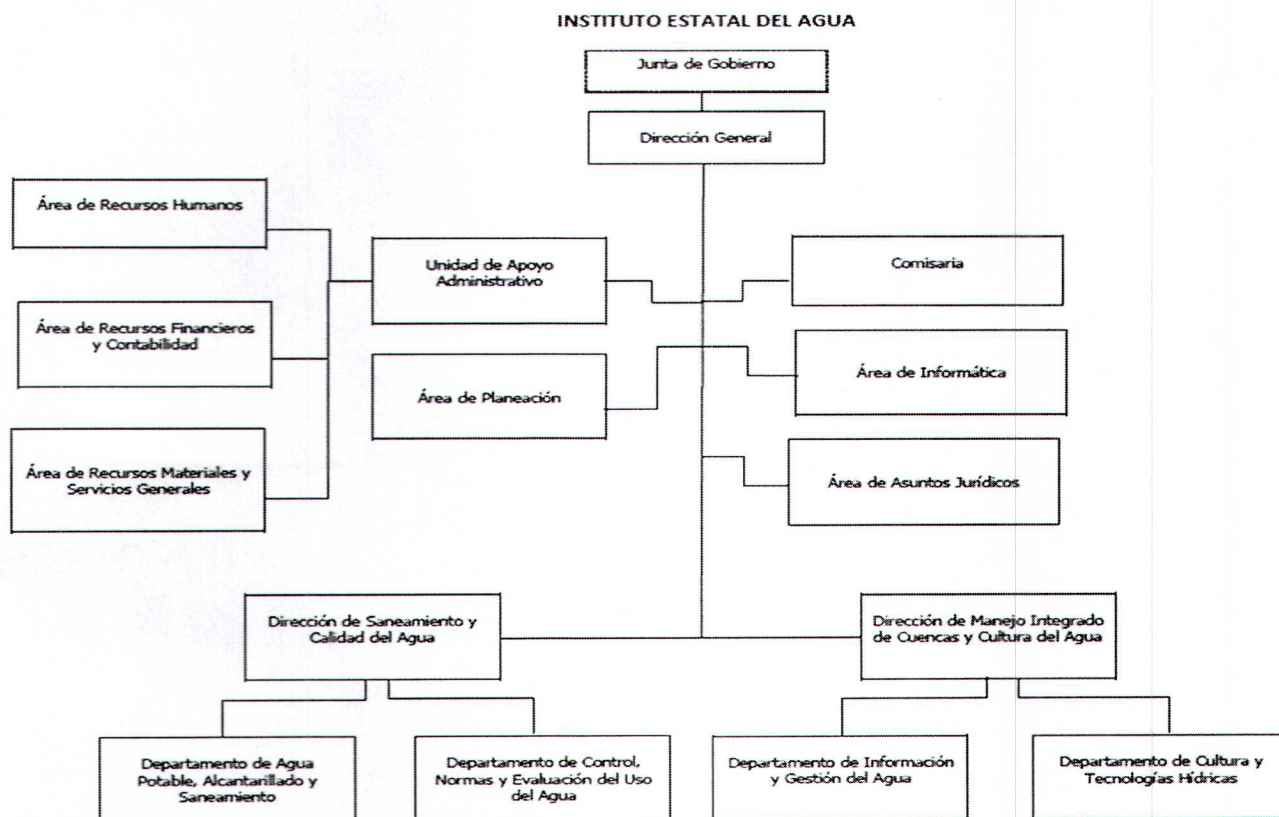 INSTITUTO ESTATAL DEL AGUA
Junta de Gobierno
Dirección General
Área de Recursos Humanos
Unidad de Apoyo
Administrativo
Comisaria
Área de Recursos Financieros
y Contabilidad
Área de Planeación
Área de Informática
Área de Recursos Materiales y
Servicios Generales
Área de Asuntos Jurídicos
Dirección de Saneamiento y
Calidad del Agua
Dirección de Manejo Integrado
de Cuencas y Cultura del Agua
Departamento de Agua
Potable, Alcantarillado y
Saneamiento
Departamento de Control,
Normas y Evaluación del Uso
del Agua
Departamento de Información
y Gestión del Agua
Departamento de Cultura y
Tecnologías Hídricas